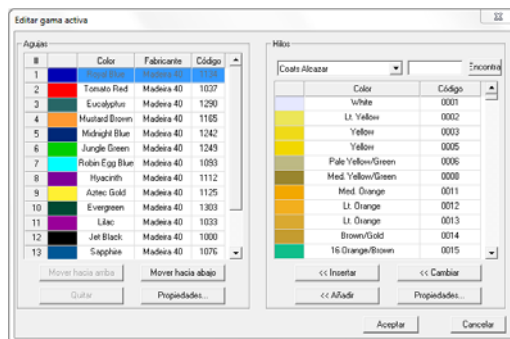 Editar gama activa
Agujas
# Color Fabricante Código
1 Royal Blue Madeira 40 1134
2 Tomato Red Madeira 40 1037
3 Eucalyptus Madeira 40 1290
4 Mustard Brown Madeira 40 1165
5 Midnight Blue Madeira 40 1242
6 Jungle Green Madeira 40 1249
7 Robin Egg Blue Madeira 40 1093
8 Hyacinth Madeira 40 1112
9 Aztec Gold Madeira 40 1125
10 Evergreen Madeira 40 1303
11 Lilac Madeira 40 1033
12 Jet Black Madeira 40 1000
13 Sapphire Madeira 40 1076
Mover hacia arriba Mover hacia abajo
Quitar Propiedades...
Hilos
Coats Alcazar Encontra
Color Código
White 0001
Lt. Yellow 0002
Yellow 0003
Yellow 0005
Pale Yellow/Green 0006
Med. Yellow/Green 0008
Med. Orange 0011
Lt. Orange 0012
Lt. Orange 0013
Brown/Gold 0014
16 Orange/Brown 0015
<< Insertar << Cambiar
<< Añadir Propiedades...
Aceptar Cancelar